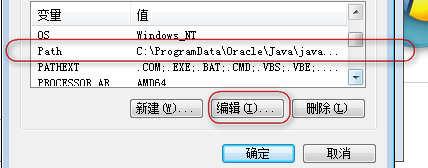 变量 值
OS Windows_NT
Path C:\ProgramData\Oracle\Java\java...
PATHEXT .COM;.EXE;.BAT;.CMD;.VBS;.VBE;....
PROCESSOR_AR AMD64
新建(W)... 编辑(I)... 删除(L)
确定 取消